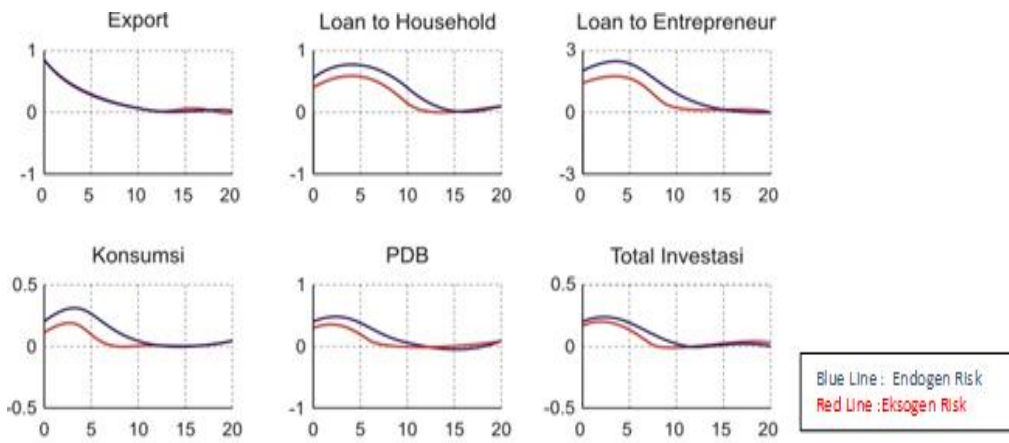 Export
Loan to Household
Loan to Entrepreneur
1
0
-1
0 5 10 15 20
1
0
-1
0 5 10 15 20
3
0
-3
0 5 10 15 20
Konsumsi
PDB
Total Investasi
0.5
0
-0.5
0 5 10 15 20
1
0
-1
0 5 10 15 20
0.5
0
-0.5
0 5 10 15 20
Blue Line : Endogen Risk
Red Line :Eksogen Risk